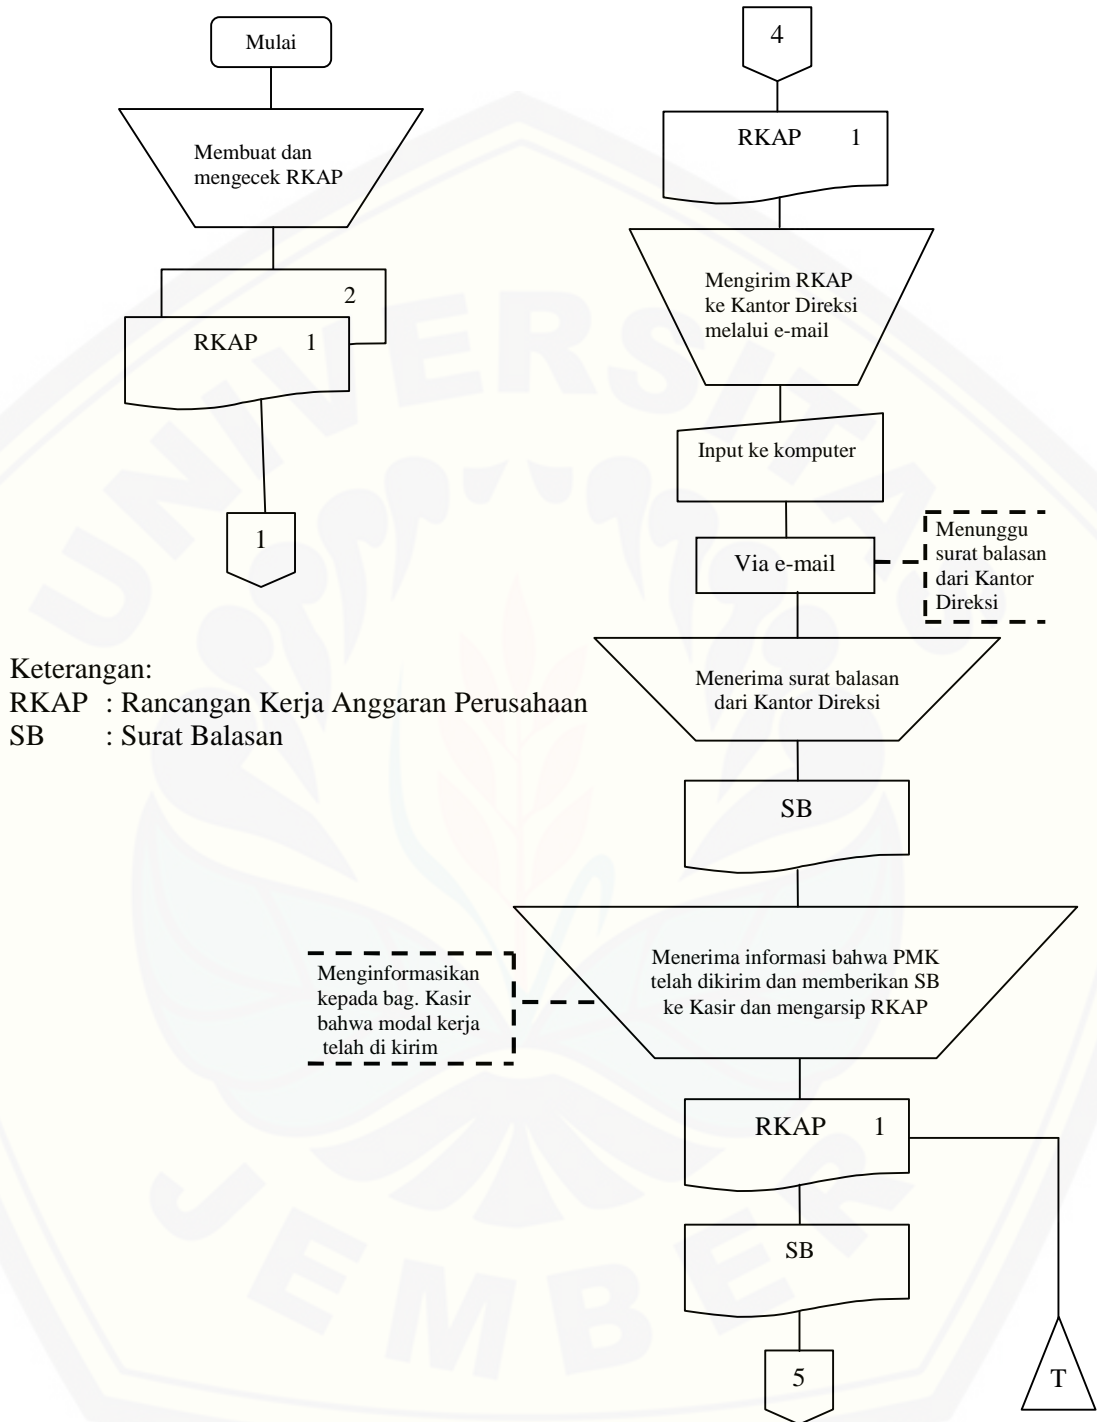 Mulai
Membuat dan
mengecek RKAP
2
RKAP 1
1
Keterangan:
RKAP : Rancangan Kerja Anggaran Perusahaan
SB : Surat Balasan
4
RKAP 1
Mengirim RKAP
ke Kantor Direksi
melalui e-mail
Input ke komputer
Via e-mail
Menunggu
surat balasan
dari Kantor
Direksi
Menerima surat balasan
dari Kantor Direksi
SB
Menerima informasi bahwa PMK
telah dikirim dan memberikan SB
ke Kasir dan mengarsip RKAP
Menginformasikan
kepada bag. Kasir
bahwa modal kerja
telah di kirim
RKAP 1
SB
5
T
UNIVERSITAS
JEMBER